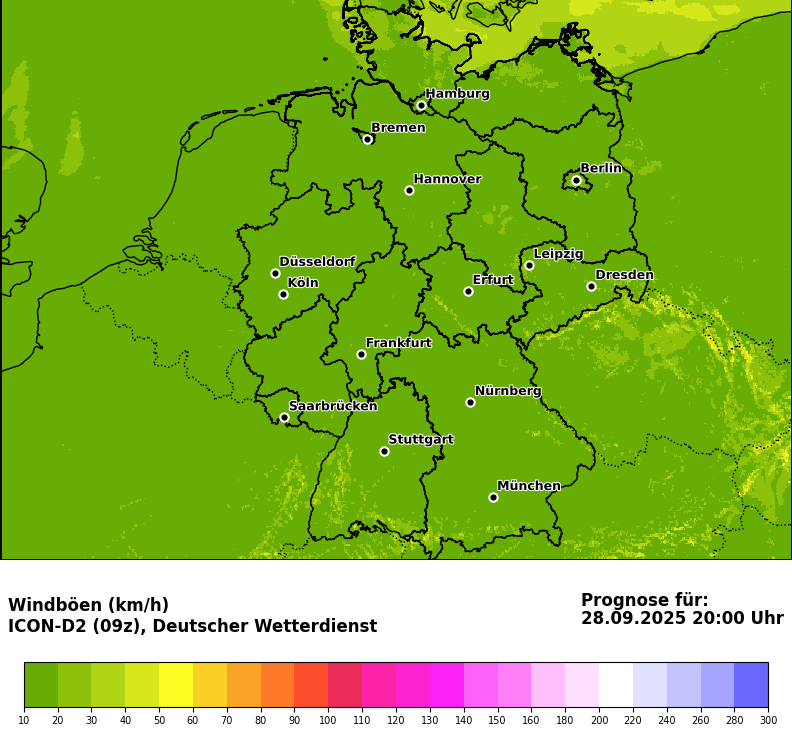 Hamburg
Bremen
Berlin
Hannover
Leipzig
Düsseldorf
Dresden
Köln
Erfurt
Frankfurt
Nürnberg
Saarbrücken
Stuttgart
München
Windböen (km/h)
ICON-D2 (09z), Deutscher Wetterdienst
Prognose für:
28.09.2025 20:00 Uhr
10 20 30 40 50 60 70 80 90 100 110 120 130 140 150 160 180 200 220 240 260 280 300